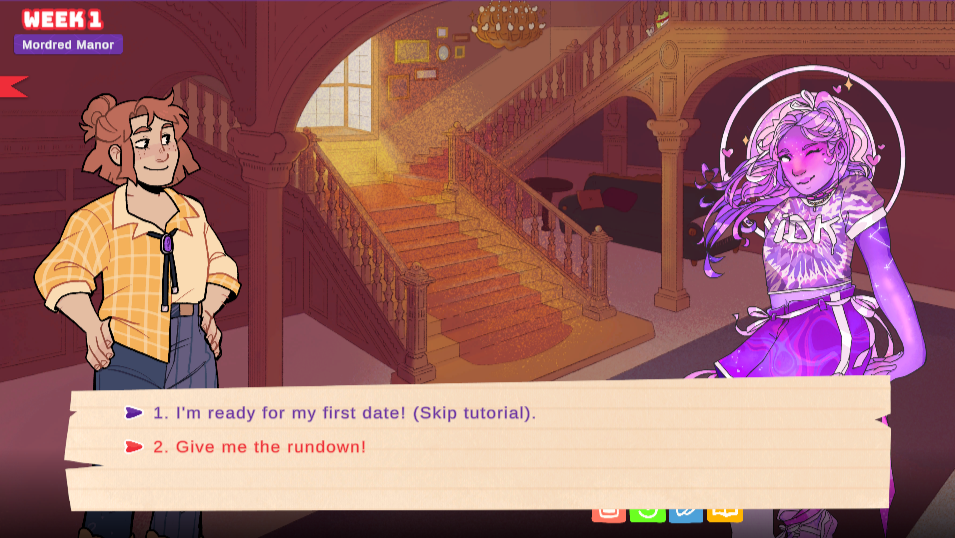 WEEK 1
Mordred Manor
IDK
1. I'm ready for my first date! (Skip tutorial).
2. Give me the rundown!